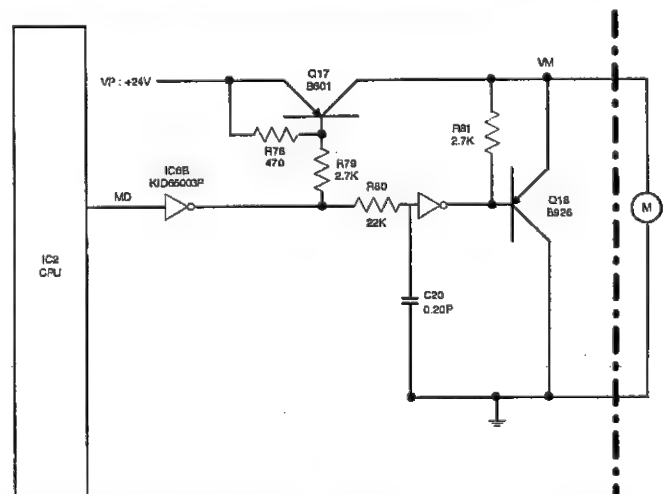 VP : +24V
Q17
B601
VM
R78
470
R79
2.7K
R81
2.7K
IC6B
KID65003P
MD
R80
22K
Q18
B926
M
IC2
CPU
C20
0.20P